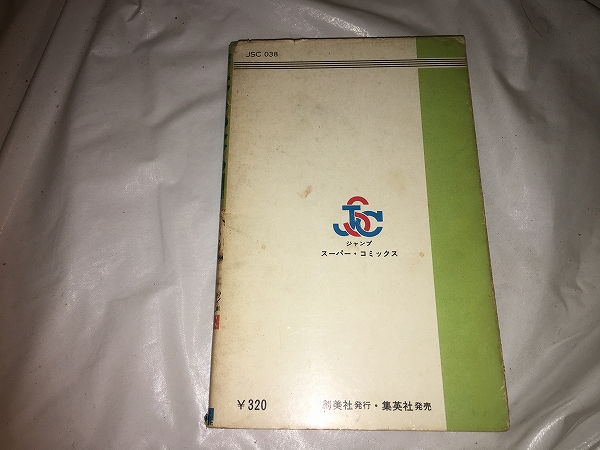 JSC 038
JSC
ジャンプ
スーパー・コミックス
¥320
創美社発行・集英社発売